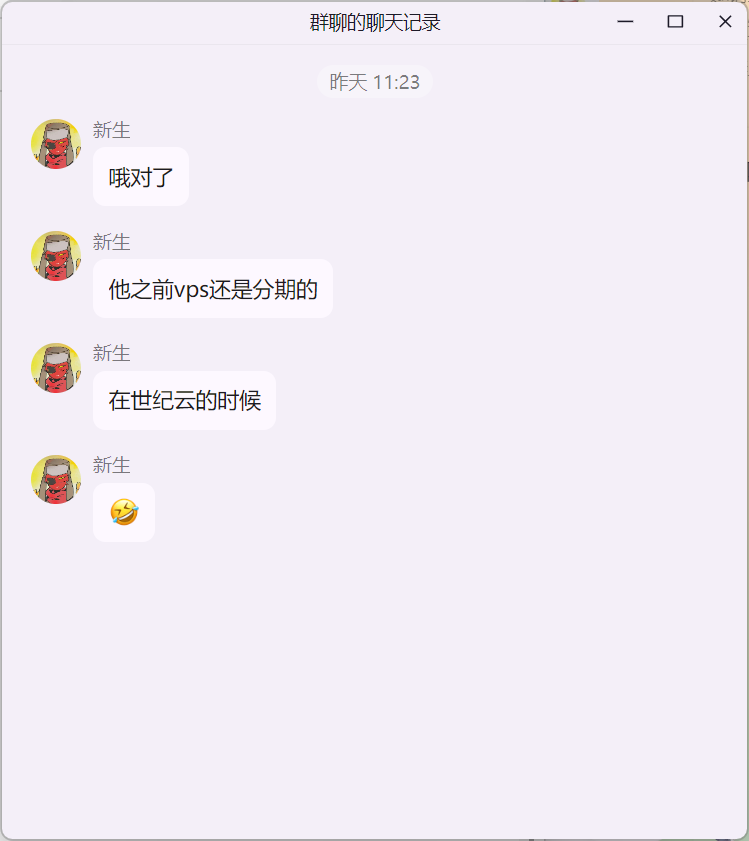 群聊的聊天记录
昨天 11:23
新生
哦对了
新生
他之前vps还是分期的
新生
在世纪云的时候
新生
🤣